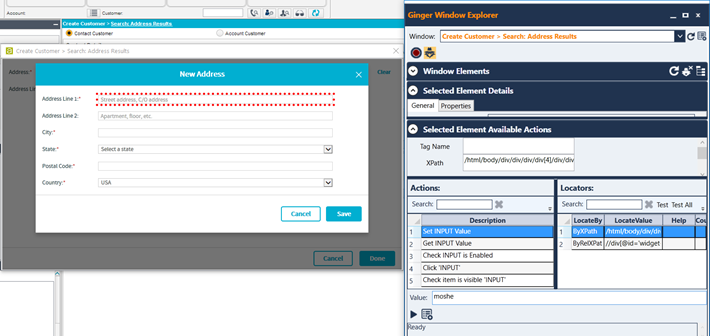 Account
Customer
Create Customer > Search: Address Results
Contact Customer
Account Customer
Create Customer > Search: Address Results
Address
Clear
Address Lin
New Address
Address Line 1:*
Street address, C/O address
Address Line 2:
Apartment, floor, etc.
City:*
State:*
Select a state
Postal Code:*
Country:*
USA
Cancel
Save
Cancel
Done
Ginger Window Explorer
Window:
Create Customer > Search: Address Results
Window Elements
Selected Element Details
General
Properties
Selected Element Available Actions
Tag Name
XPath
/html/body/div/div/div/div[4]/div/div
Actions:
Search:
Description
1 Set INPUT Value
2 Get INPUT Value
3 Check INPUT is Enabled
4 Click 'INPUT'
5 Check item is visible 'INPUT'
Locators:
Search:
Test
Test All
LocateBy
LocateValue
Help
Cou
1 ByXPath /html/body/div/div
2 ByRelXPat //div[@id='widget
Value:
moshe
Ready